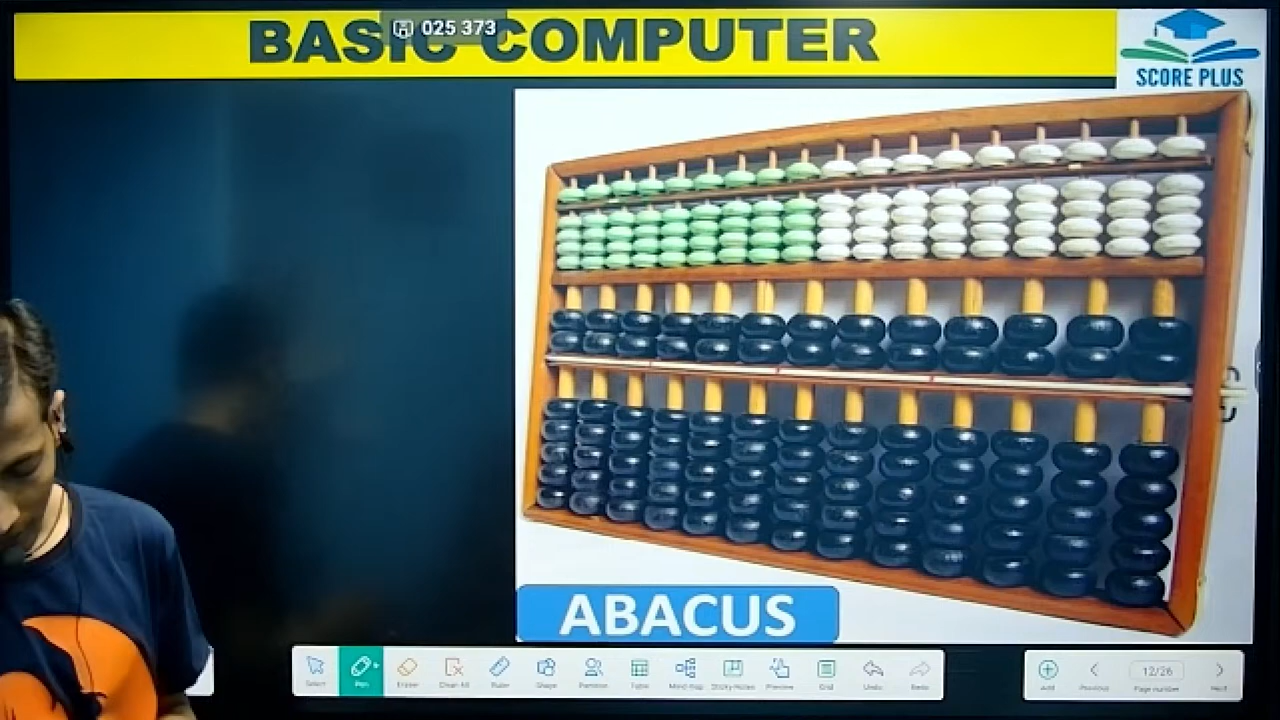 BASIC COMPUTER
025 373
SCORE PLUS
ABACUS
Select
Pen
Eraser
Clean All
Ruler
Shape
Partition
Table
Mind-map
Sticky-Notes
Preview
Grid
Undo
Redo
Add
Previous
12/26
Page number
Next